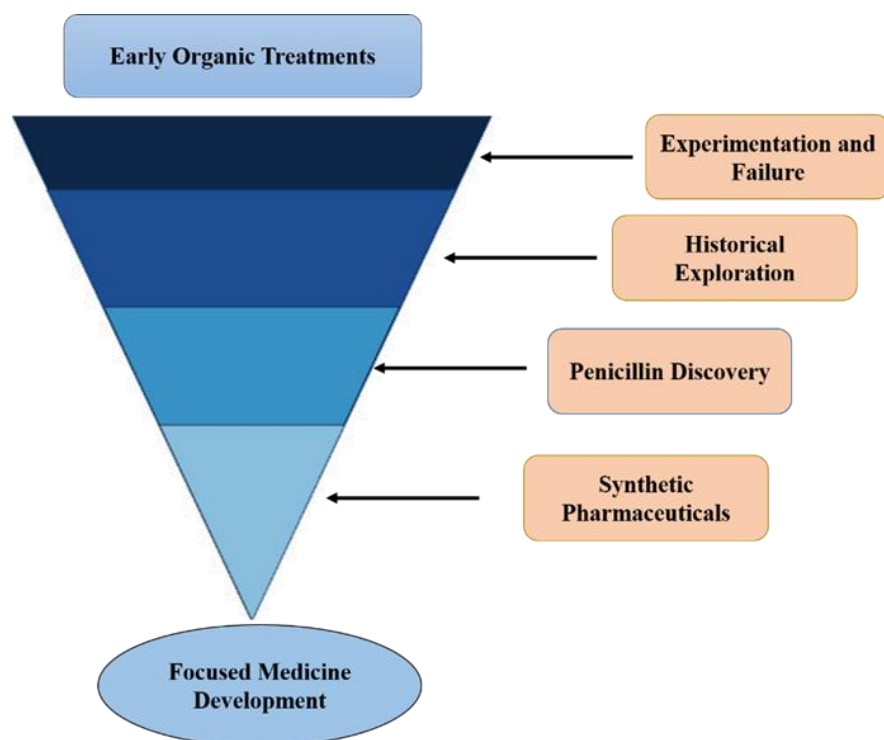 Early Organic Treatments
Experimentation and
Failure
Historical
Exploration
Penicillin Discovery
Synthetic
Pharmaceuticals
Focused Medicine
Development